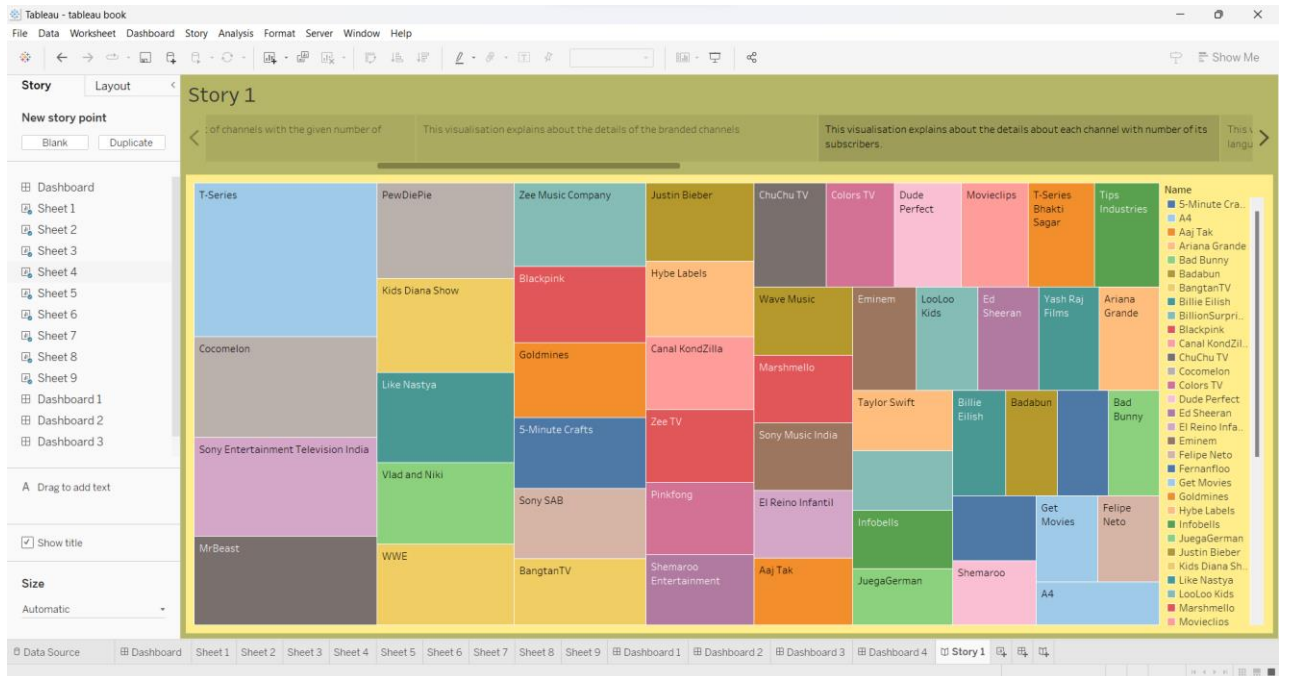 Tableau - tableau book
File Data Worksheet Dashboard Story Analysis Format Server Window Help
Show Me
Story Layout
New story point
Blank Duplicate
Dashboard
Sheet 1
Sheet 2
Sheet 3
Sheet 4
Sheet 5
Sheet 6
Sheet 7
Sheet 8
Sheet 9
Dashboard 1
Dashboard 2
Dashboard 3
A Drag to add text
Show title
Size
Automatic
Story 1
of channels with the given number of
This visualisation explains about the details of the branded channels
This visualisation explains about the details about each channel with number of its
subscribers.
This v
langu
T-Series
Cocomelon
Sony Entertainment Television India
MrBeast
PewDiePie
Kids Diana Show
Like Nastya
Vlad and Niki
WWE
Zee Music Company
Blackpink
Goldmines
5-Minute Crafts
Sony SAB
BangtanTV
Justin Bieber
Hybe Labels
Canal KondZilla
Zee TV
Pinkfong
Shemaroo
Entertainment
ChuChu TV
Colors TV
Dude
Perfect
Movieclips
T-Series
Bhakti
Sagar
Tips
Industries
Wave Music
Marshmello
Sony Music India
El Reino Infantil
Aaj Tak
Eminem
LooLoo
Kids
Ed
Sheeran
Yash Raj
Films
Ariana
Grande
Taylor Swift
Infobells
JuegaGerman
Billie
Eilish
Badabun
Bad
Bunny
Shemaroo
Get
Movies
Felipe
Neto
A4
Name
5-Minute Cra..
A4
Aaj Tak
Ariana Grande
Bad Bunny
Badabun
BangtanTV
Billie Eilish
BillionSurpri..
Blackpink
Canal KondZil..
ChuChu TV
Cocomelon
Colors TV
Dude Perfect
Ed Sheeran
El Reino Infa..
Eminem
Felipe Neto
Fernanfloo
Get Movies
Goldmines
Hybe Labels
Infobells
JuegaGerman
Justin Bieber
Kids Diana Sh..
Like Nastya
LooLoo Kids
Marshmello
Movieclips
Data Source Dashboard Sheet 1 Sheet 2 Sheet 3 Sheet 4 Sheet 5 Sheet 6 Sheet 7 Sheet 8 Sheet 9 Dashboard 1 Dashboard 2 Dashboard 3 Dashboard 4 Story 1